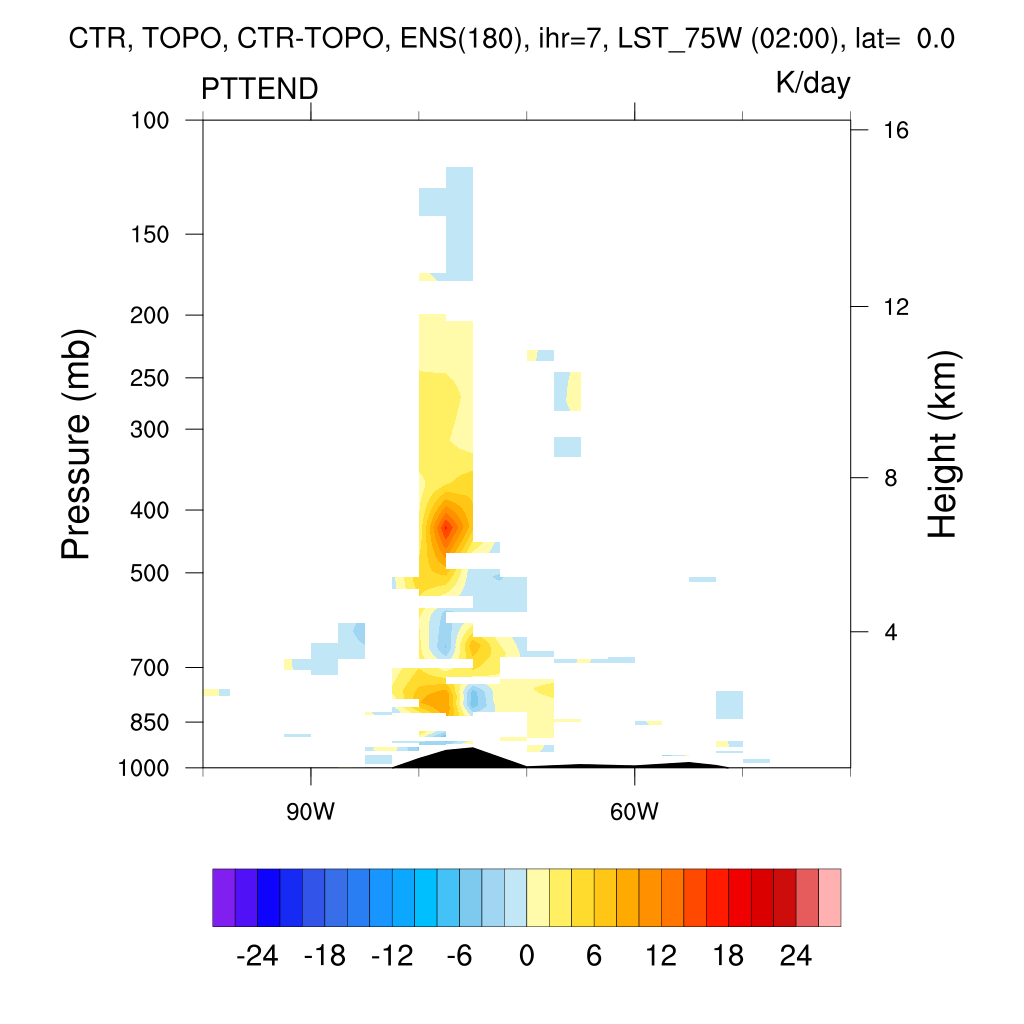 CTR, TOPO, CTR-TOPO, ENS(180), ihr=7, LST_75W (02:00), lat=  0.0
PTTEND
K/day
100
150
200
250
300
400
500
700
850
1000
Pressure (mb)
16
12
8
4
Height (km)
90W
60W
-24 -18 -12 -6 0 6 12 18 24